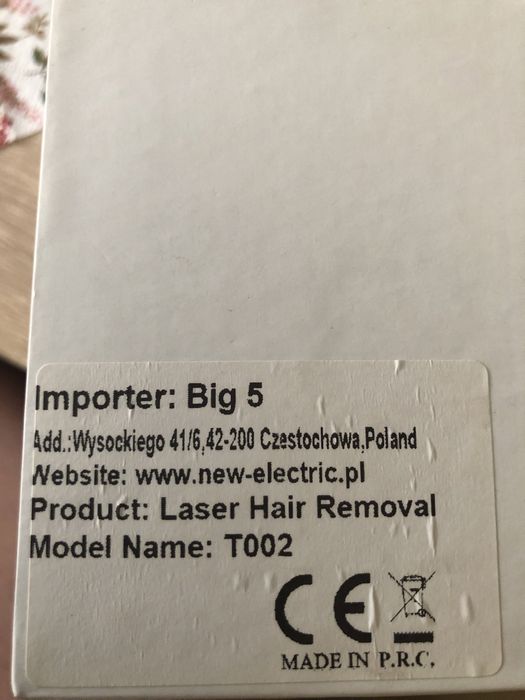 Importer: Big 5
Add.:Wysockiego 41/6,42-200 Czestochowa,Poland
Website: www.new-electric.pl
Product: Laser Hair Removal
Model Name: T002
CE
MADE IN P.R.C.